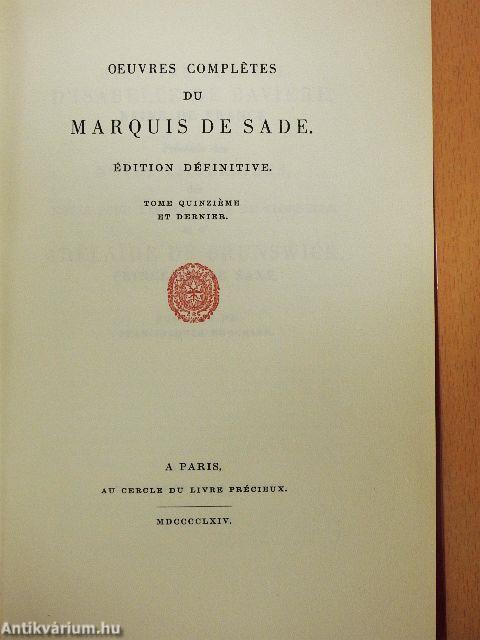 OEUVRES COMPLÈTES
DU
MARQUIS DE SADE.
ÉDITION DÉFINITIVE.
TOME QUINZIÈME
ET DERNIER.
A PARIS,
AU CERCLE DU LIVRE PRÉCIEUX.
MDCCCCLXIV.
Antikvárium.hu